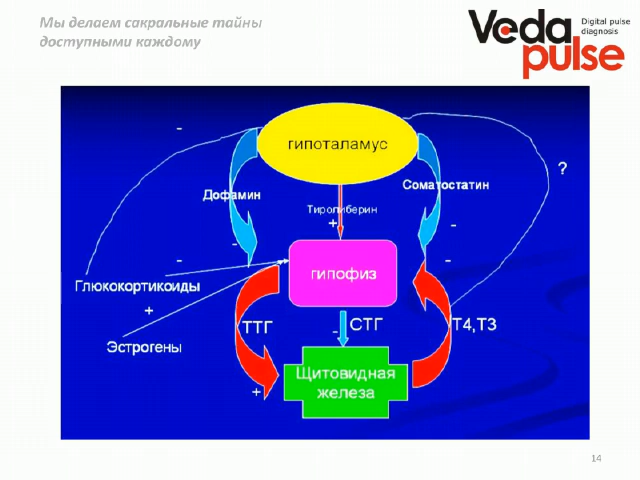 Мы делаем сакральные тайны
доступными каждому
Veda
pulse
Digital pulse
diagnosis
-
гипоталамус
?
Дофамин
Соматостатин
Тиролиберин
+
-
-
-
-
гипофиз
Глюкокортикоиды
+
ТТГ
-
СТГ
Т4,Т3
Эстрогены
Щитовидная
железа
+
14